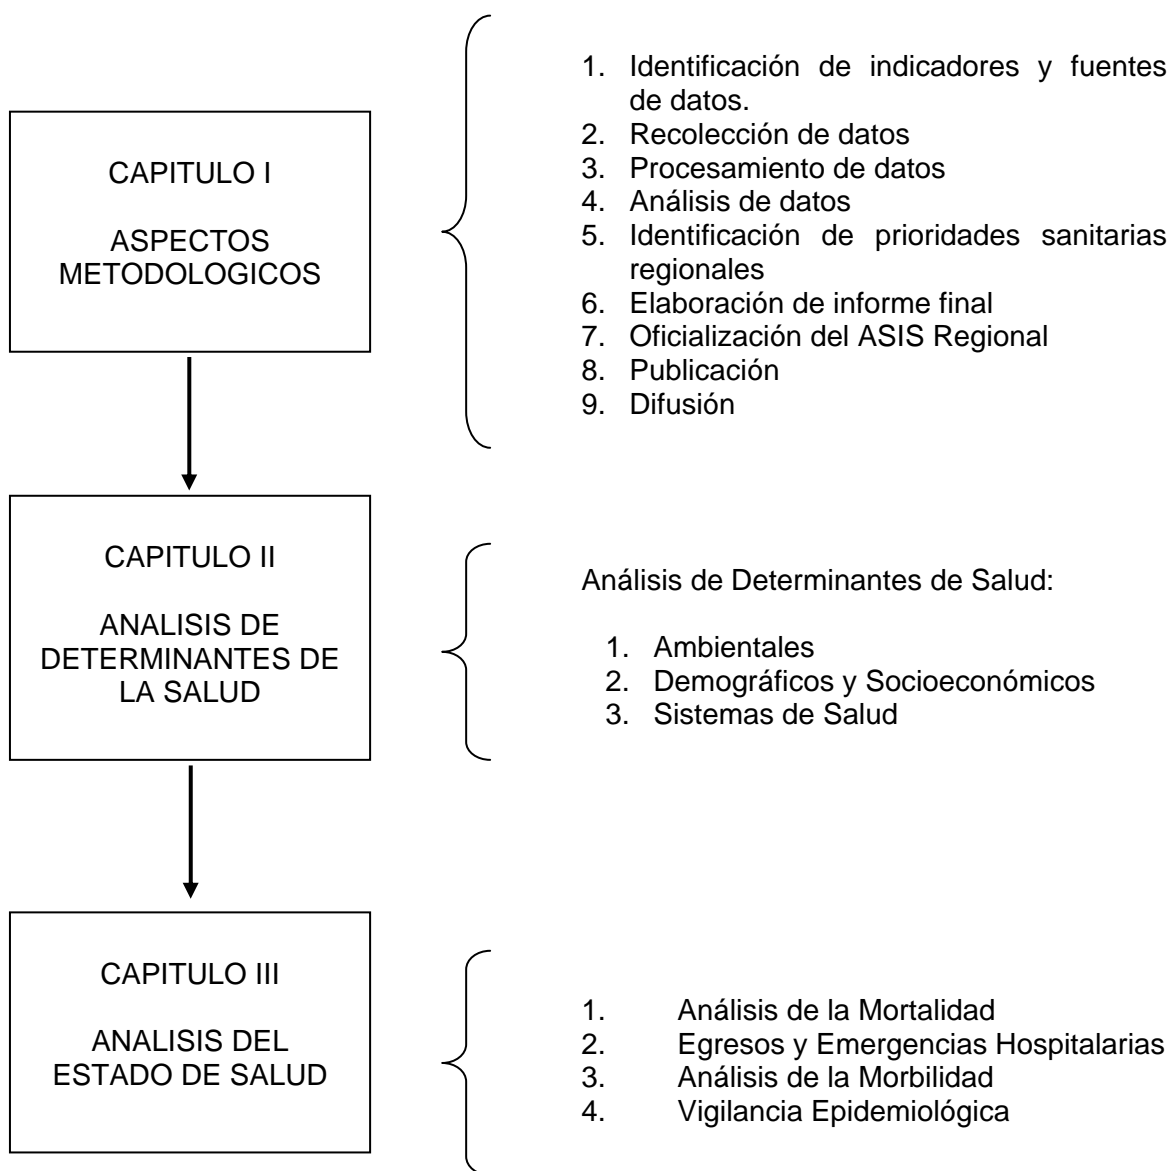 CAPITULO I
ASPECTOS
METODOLOGICOS
1. Identificación de indicadores y fuentes
de datos.
2. Recolección de datos
3. Procesamiento de datos
4. Análisis de datos
5. Identificación de prioridades sanitarias
regionales
6. Elaboración de informe final
7. Oficialización del ASIS Regional
8. Publicación
9. Difusión
CAPITULO II
ANALISIS DE
DETERMINANTES DE
LA SALUD
Análisis de Determinantes de Salud:
1. Ambientales
2. Demográficos y Socioeconómicos
3. Sistemas de Salud
CAPITULO III
ANALISIS DEL
ESTADO DE SALUD
1. Análisis de la Mortalidad
2. Egresos y Emergencias Hospitalarias
3. Análisis de la Morbilidad
4. Vigilancia Epidemiológica